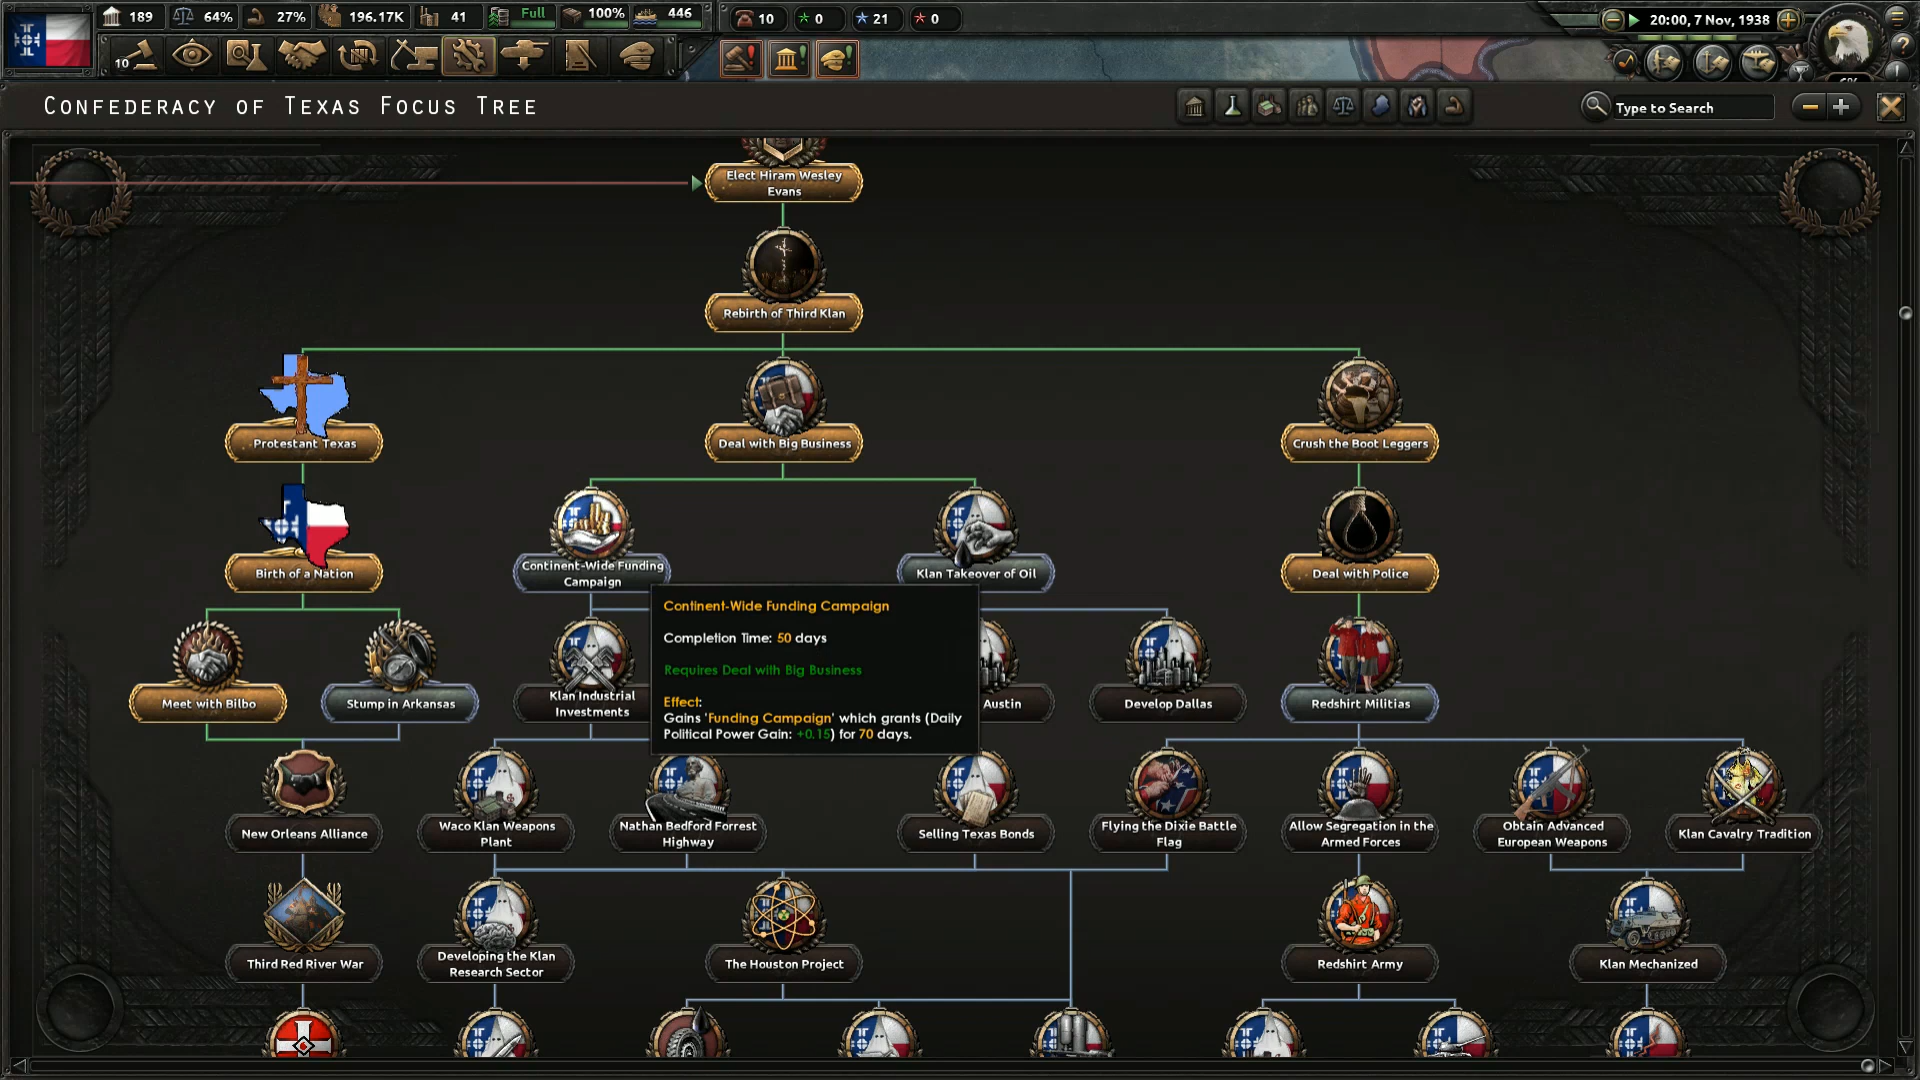 189
64%
27%
196.17K
41
Full
100%
446
10
0
21
0
20:00, 7 Nov, 1938
10
CONFEDERACY OF TEXAS FOCUS TREE
Type to Search
Elect Hiram Wesley
Evans
Rebirth of Third Klan
Protestant Texas
Deal with Big Business
Crush the Boot Leggers
Birth of a Nation
Continent-Wide Funding
Campaign
Klan Takeover of Oil
Deal with Police
Continent-Wide Funding Campaign
Completion Time: 50 days
Requires Deal with Big Business
Effect:
Gains 'Funding Campaign' which grants (Daily
Political Power Gain: +0.15) for 70 days.
Meet with Bilbo
Stump in Arkansas
Klan Industrial
Investments
Austin
Develop Dallas
Redshirt Militias
New Orleans Alliance
Waco Klan Weapons
Plant
Nathan Bedford Forrest
Highway
Selling Texas Bonds
Flying the Dixie Battle
Flag
Allow Segregation in the
Armed Forces
Obtain Advanced
European Weapons
Klan Cavalry Tradition
Third Red River War
Developing the Klan
Research Sector
The Houston Project
Redshirt Army
Klan Mechanized